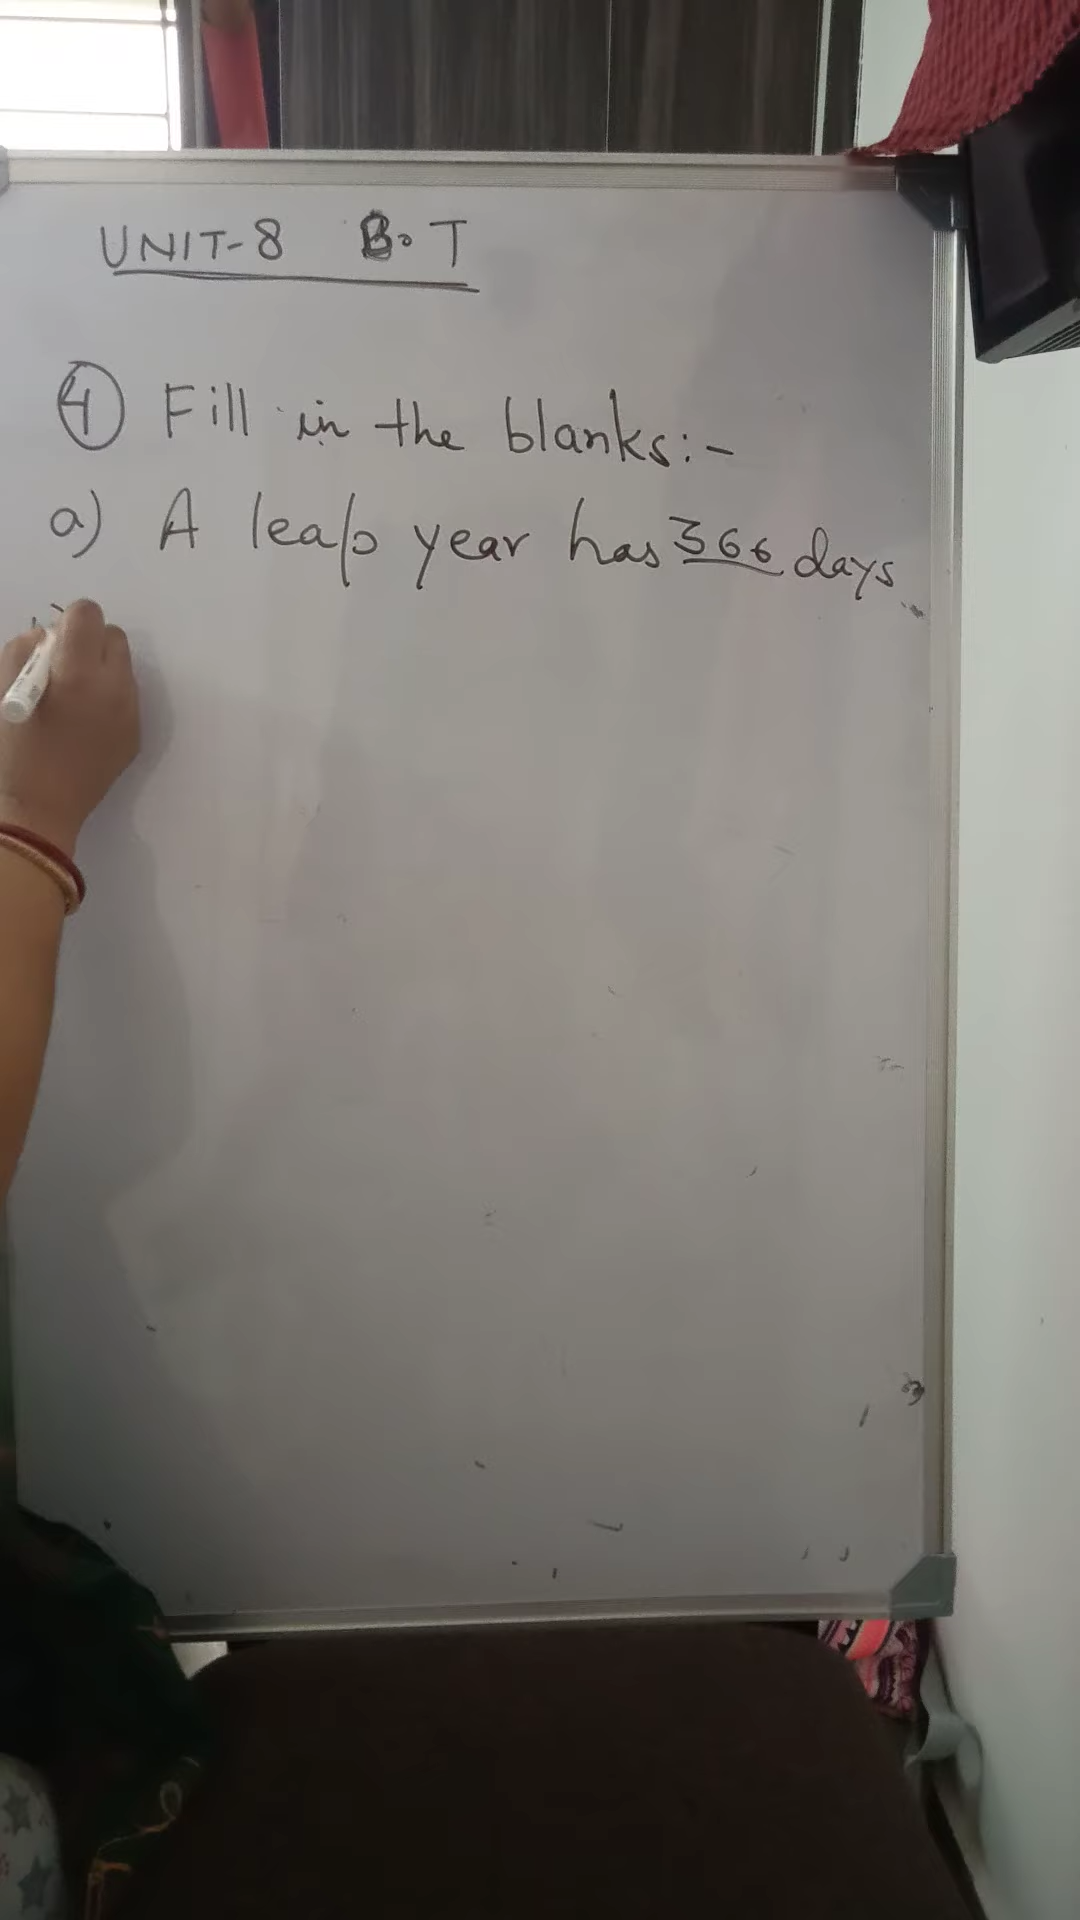 UNIT-8 B.T
④ Fill in the blanks:-
a) A leap year has 366 days